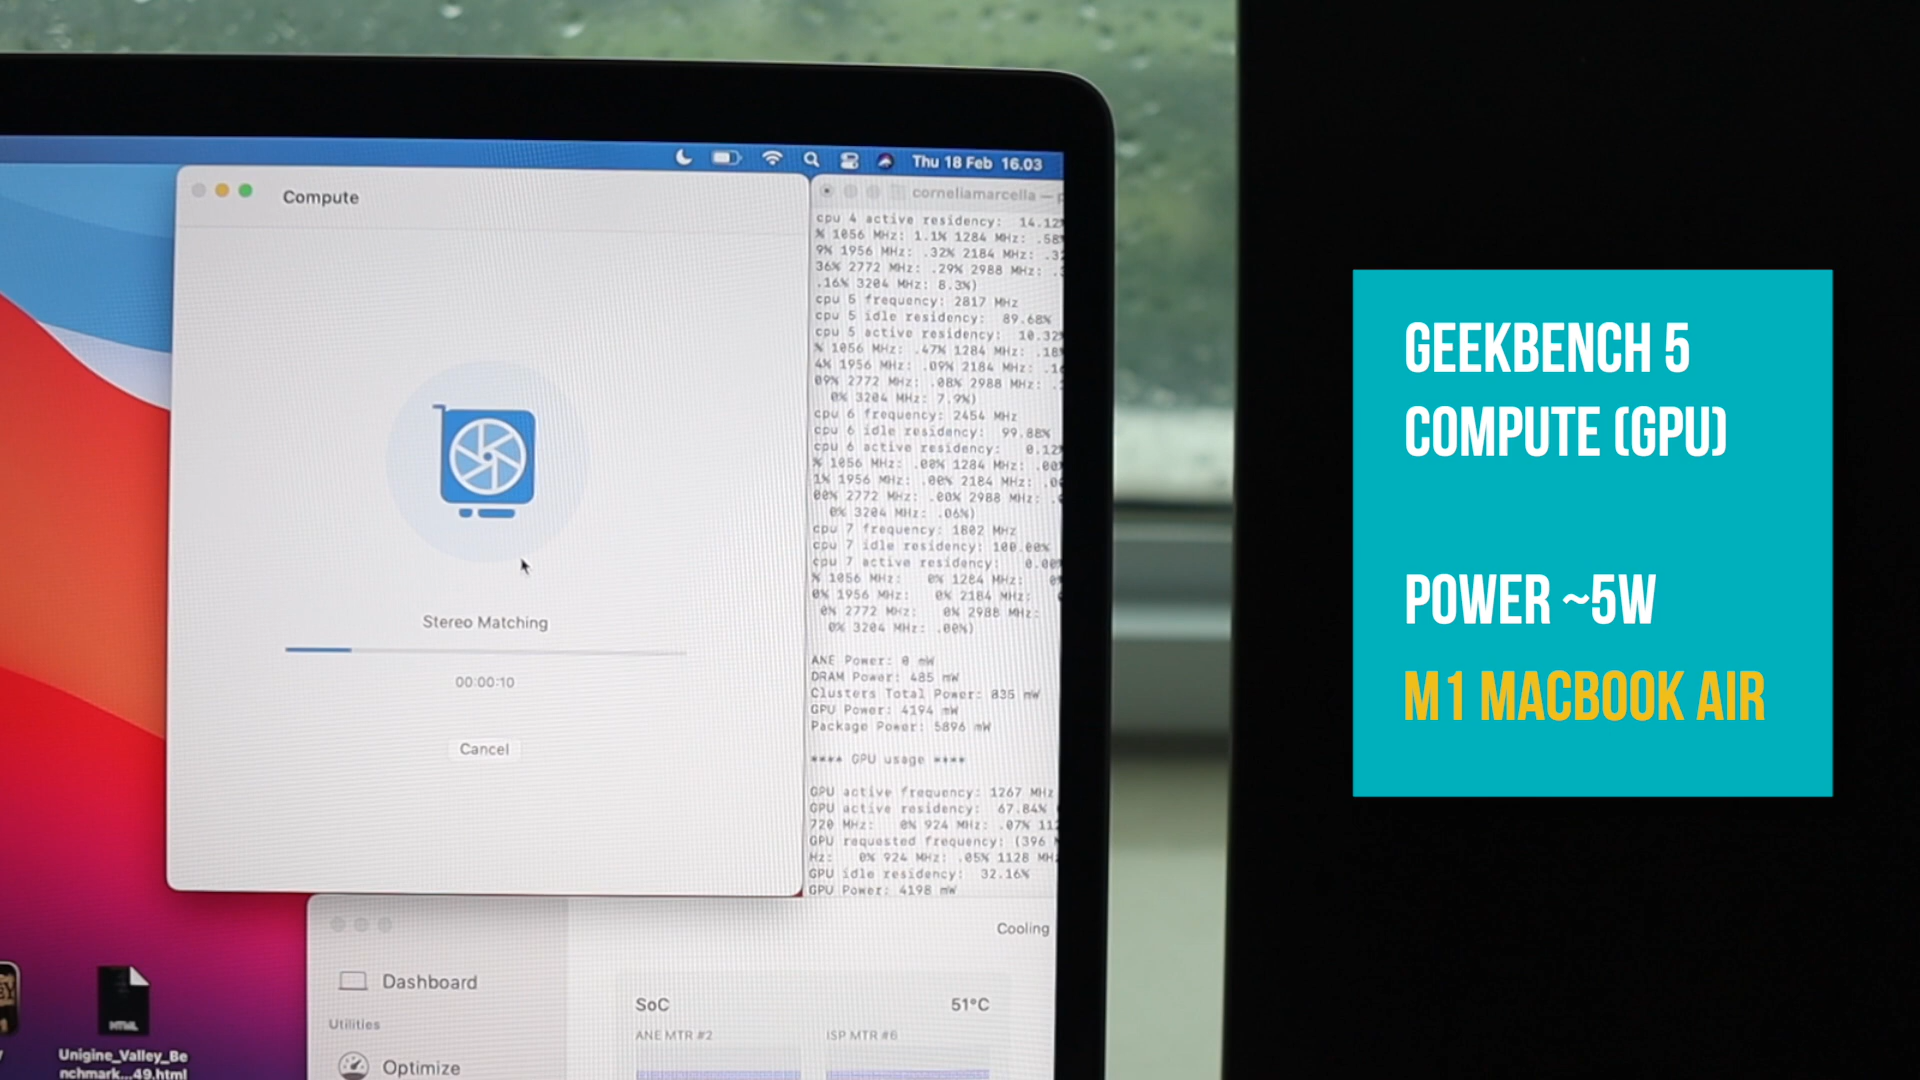 Thu 18 Feb 16.03
Compute
Stereo Matching
00:00:10
Cancel
corneliamarcella —
cpu 4 active residency: 14.12
% 1056 MHz: 1.1% 1284 MHz: .58
9% 1956 MHz: .32% 2184 MHz:
36% 2772 MHz: .29% 2988 MHz:
.16% 3204 MHz: 8.3%)
cpu 5 frequency: 2817 MHz
cpu 5 idle residency: 89.68%
cpu 5 active residency: 10.32
% 1056 MHz: .47% 1284 MHz: .18
4% 1956 MHz: .09% 2184 MHz:
09% 2772 MHz: .08% 2988 MHz:
0% 3204 MHz: 7.9%)
cpu 6 frequency: 2454 MHz
cpu 6 idle residency: 99.88%
cpu 6 active residency: 0.12
% 1056 MHz: .00% 1284 MHz: .00
1% 1956 MHz: .00% 2184 MHz:
00% 2772 MHz: .00% 2988 MHz:
0% 3204 MHz: .06%)
cpu 7 frequency: 1802 MHz
cpu 7 idle residency: 100.00%
cpu 7 active residency: 0.00
% 1056 MHz: 0% 1284 MHz:
0% 1956 MHz: 0% 2184 MHz:
0% 2772 MHz: 0% 2988 MHz:
0% 3204 MHz: .00%)
ANE Power: 0 mW
DRAM Power: 485 mW
Clusters Total Power: 835 mW
GPU Power: 4194 mW
Package Power: 5896 mW
**** GPU usage ****
GPU active frequency: 1267 MHz
GPU active residency: 67.84%
720 MHz: 0% 924 MHz: .07% 112
GPU requested frequency: (396
Hz: 0% 924 MHz: .05% 1128 MH
GPU idle residency: 32.16%
GPU Power: 4198 mW
Cooling
Dashboard
Utilities
Optimize
SoC 51°C
ANE MTR #2 ISP MTR #6
HTML
Unigine_Valley_Be
nchmark...49.html
GEEKBENCH 5
COMPUTE (GPU)
POWER ~5W
M1 MACBOOK AIR